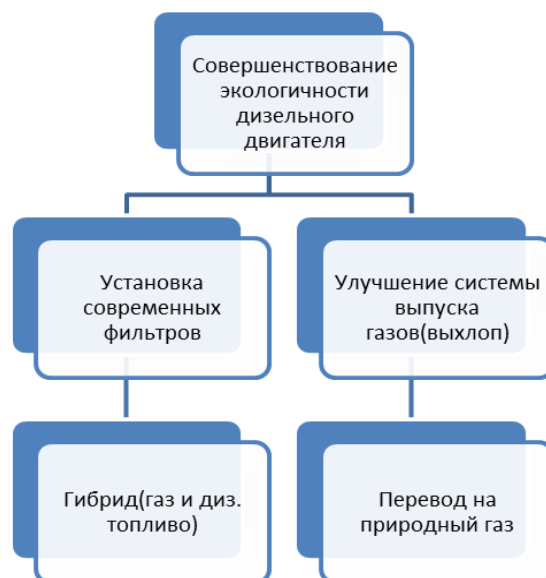 Совершенствование
экологичности
дизельного
двигателя
Установка
современных
фильтров
Улучшение системы
выпуска
газов(выхлоп)
Гибрид(газ и диз.
топливо)
Перевод на
природный газ